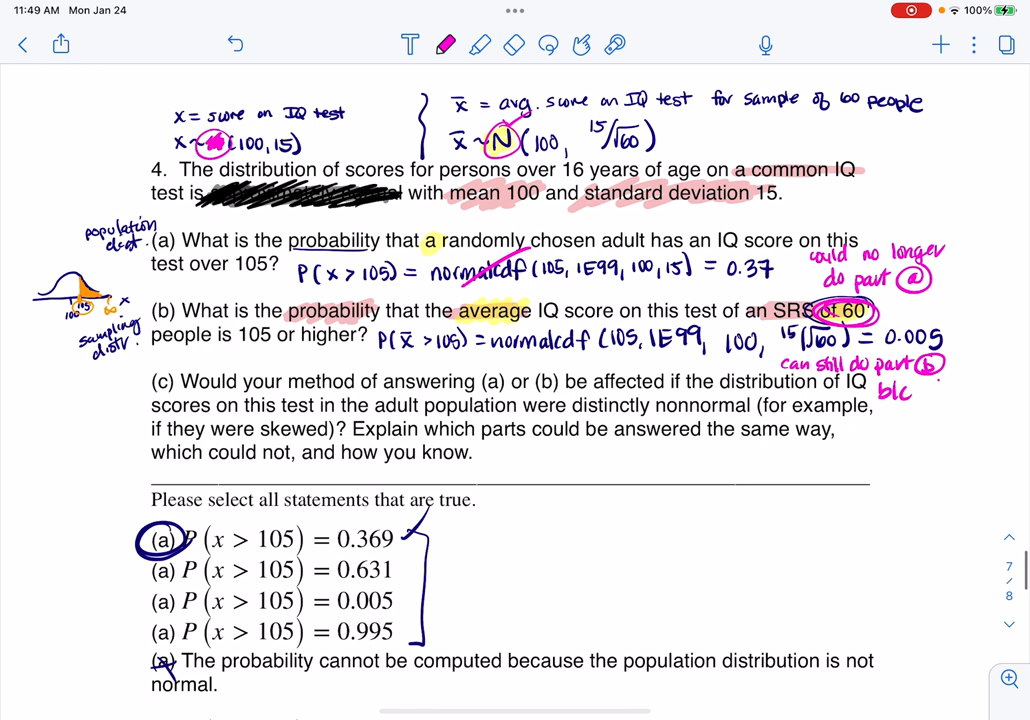 11:49 AM Mon Jan 24
100%
x = score on IQ test
x ~ (100, 15)
x̄ = avg. score on IQ test for sample of 60 people
x̄ ~ N (100, 15/√60)
4. The distribution of scores for persons over 16 years of age on a common IQ
test is with mean 100 and standard deviation 15.
population
dist.
(a) What is the probability that a randomly chosen adult has an IQ score on this
test over 105?
P(x > 105) = normalcdf (105, 1E99, 100, 15) = 0.37
could no longer
do part (a)
100 105 x
60
sampling
distr.
(b) What is the probability that the average IQ score on this test of an SRS of 60
people is 105 or higher?
P(x̄ > 105) = normalcdf (105, 1E99, 100, 15/√60) = 0.005
can still do part (b)
b/c
(c) Would your method of answering (a) or (b) be affected if the distribution of IQ
scores on this test in the adult population were distinctly nonnormal (for example,
if they were skewed)? Explain which parts could be answered the same way,
which could not, and how you know.
Please select all statements that are true.
(a) P (x > 105) = 0.369
(a) P (x > 105) = 0.631
(a) P (x > 105) = 0.005
(a) P (x > 105) = 0.995
(a) The probability cannot be computed because the population distribution is not
normal.
7
/
8